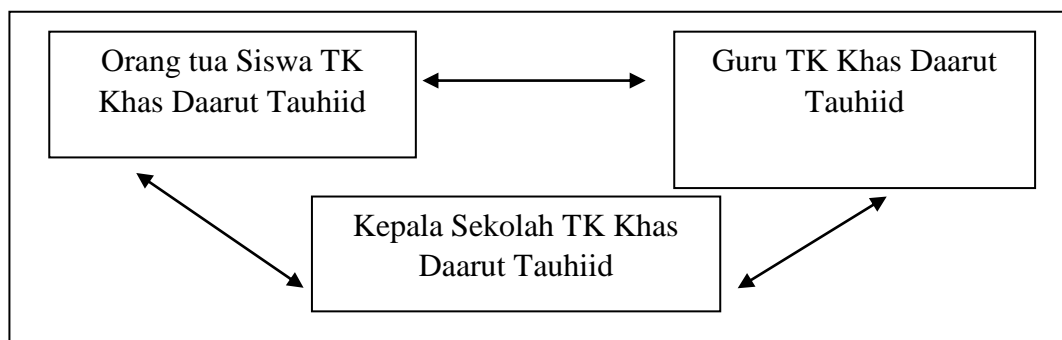 Orang tua Siswa TK
Khas Daarut Tauhiid
Guru TK Khas Daarut
Tauhiid
Kepala Sekolah TK Khas
Daarut Tauhiid